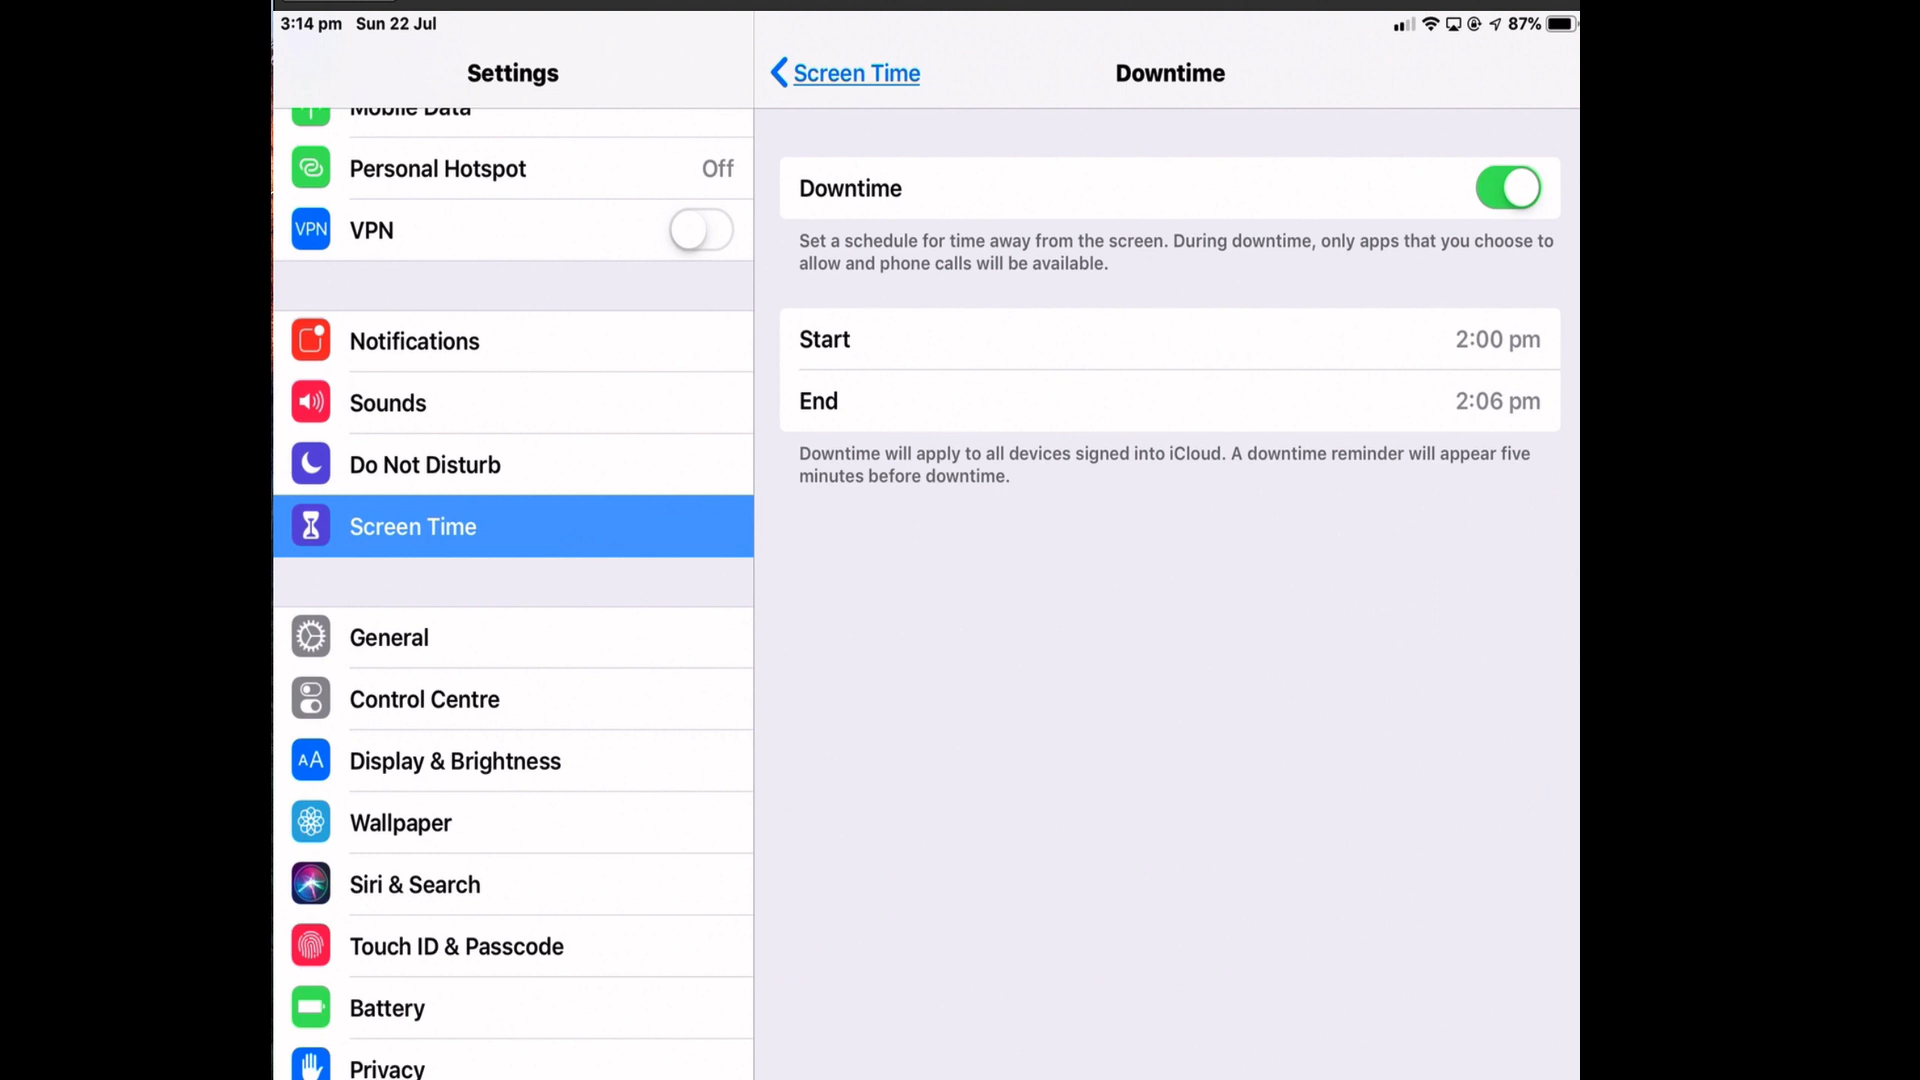 3:14 pm Sun 22 Jul
87%
Settings
Mobile Data
Personal Hotspot Off
VPN VPN
Notifications
Sounds
Do Not Disturb
Screen Time
General
Control Centre
AA Display & Brightness
Wallpaper
Siri & Search
Touch ID & Passcode
Battery
Privacy
Screen Time
Downtime
Downtime
Set a schedule for time away from the screen. During downtime, only apps that you choose to
allow and phone calls will be available.
Start 2:00 pm
End 2:06 pm
Downtime will apply to all devices signed into iCloud. A downtime reminder will appear five
minutes before downtime.